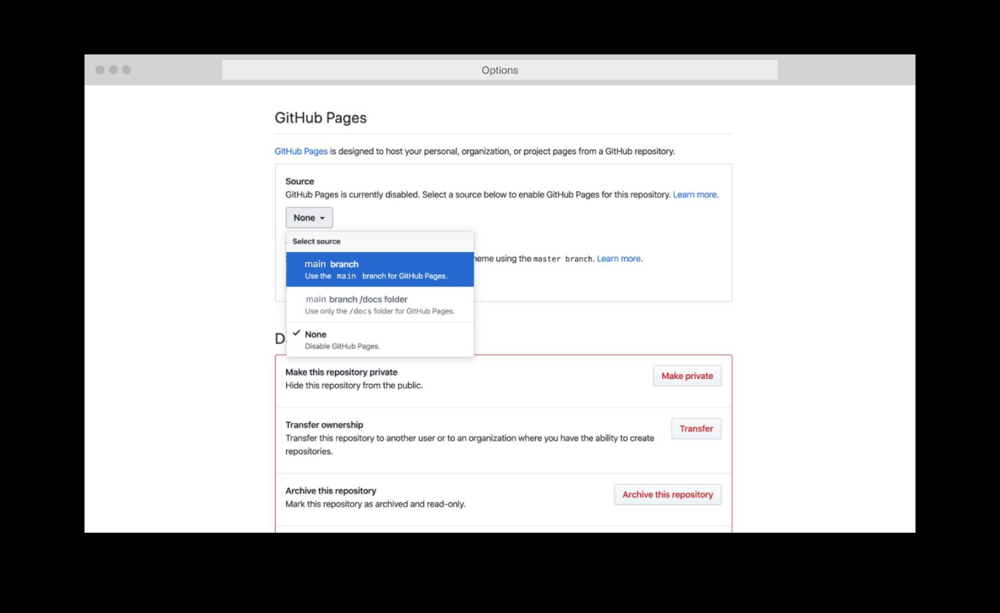 Options
GitHub Pages
GitHub Pages is designed to host your personal, organization, or project pages from a GitHub repository.
Source
GitHub Pages is currently disabled. Select a source below to enable GitHub Pages for this repository. Learn more.
None
Select source
main branch
Use the main branch for GitHub Pages.
using the master branch. Learn more.
main branch /docs folder
Use only the /docs folder for GitHub Pages.
None
Disable GitHub Pages.
D
Make this repository private
Hide this repository from the public.
Make private
Transfer ownership
Transfer this repository to another user or to an organization where you have the ability to create
repositories.
Transfer
Archive this repository
Mark this repository as archived and read-only.
Archive this repository